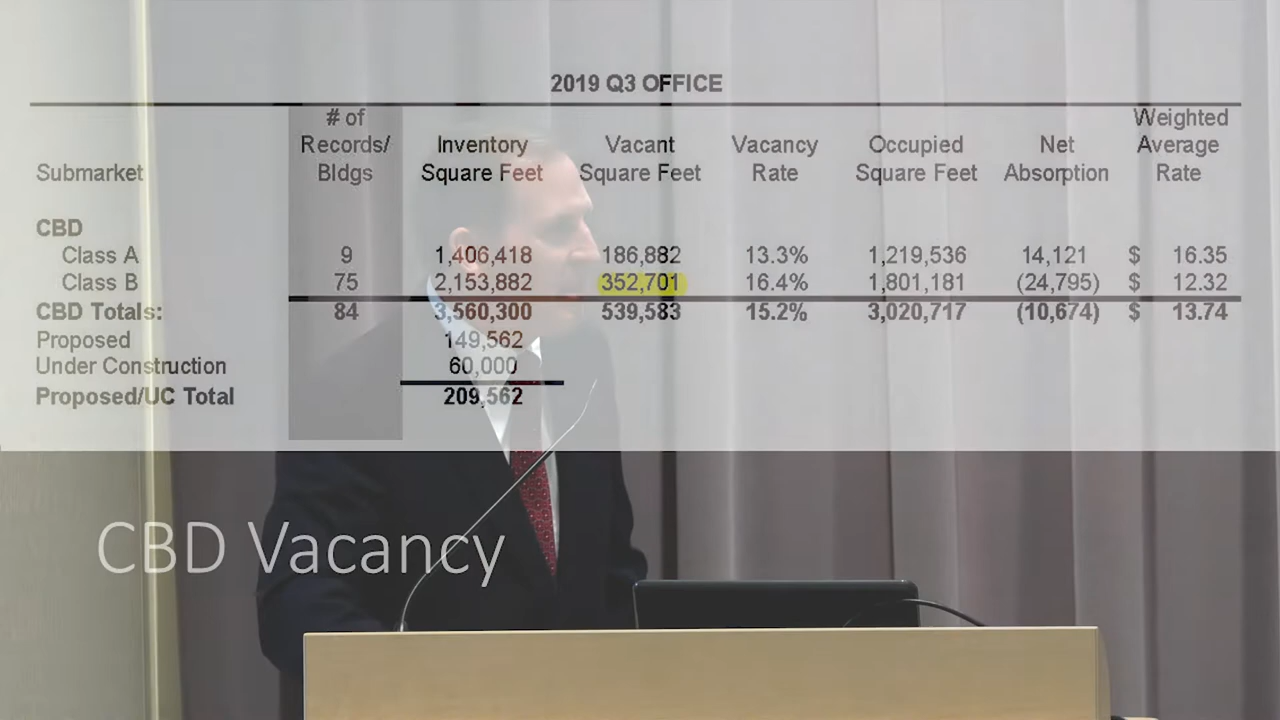 2019 Q3 OFFICE
Submarket # of Records/ Bldgs Inventory Square Feet Vacant Square Feet Vacancy Rate Occupied Square Feet Net Absorption Weighted Average Rate
CBD
Class A 9 1,406,418 186,882 13.3% 1,219,536 14,121 $ 16.35
Class B 75 2,153,882 352,701 16.4% 1,801,181 (24,795) $ 12.32
CBD Totals: 84 3,560,300 539,583 15.2% 3,020,717 (10,674) $ 13.74
Proposed 149,562
Under Construction 60,000
Proposed/UC Total 209,562
CBD Vacancy